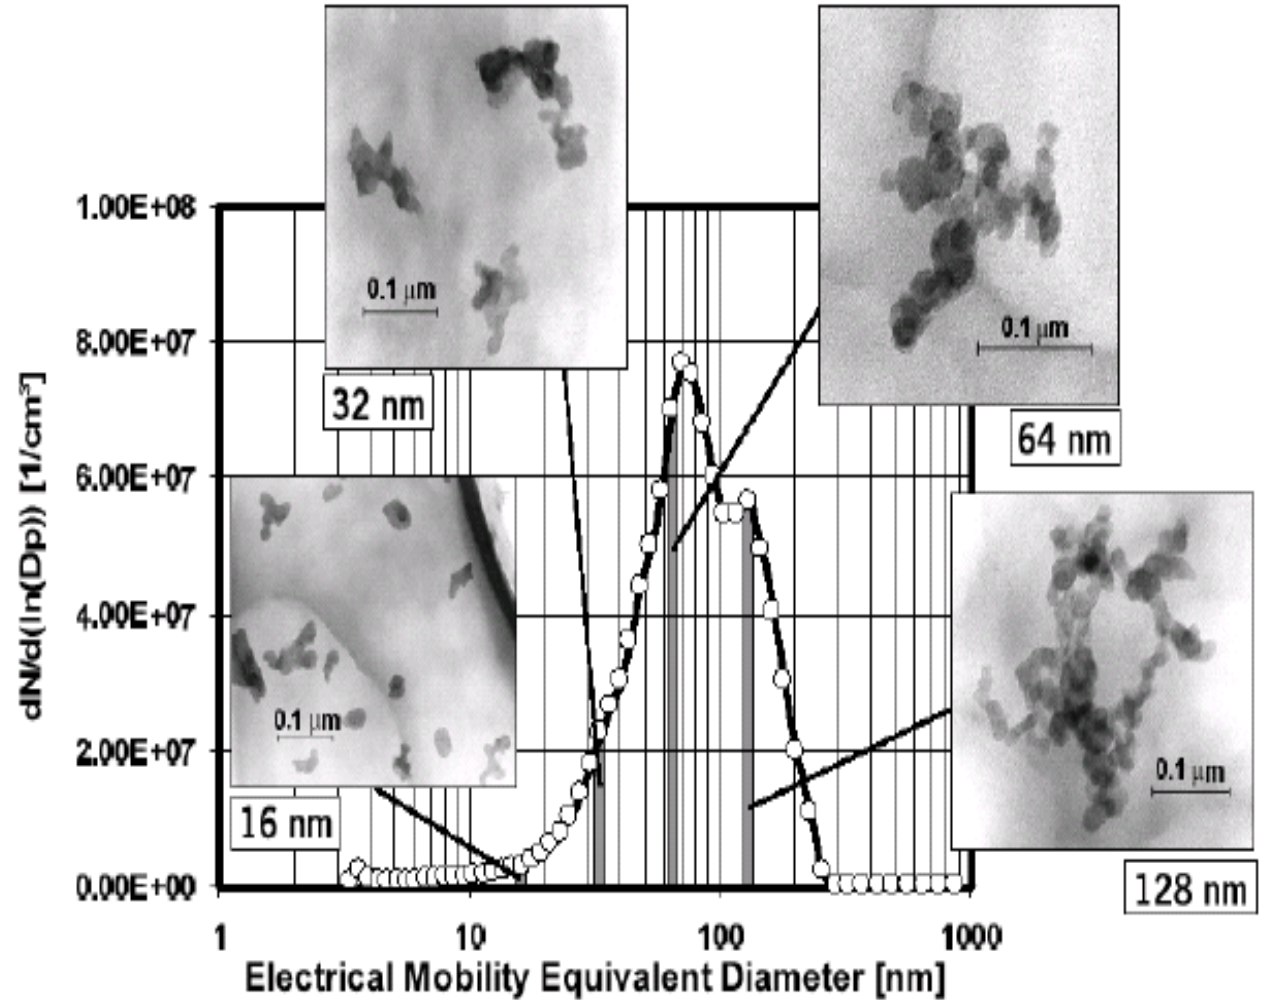 0.1 μm
32 nm
0.1 μm
64 nm
0.1 μm
16 nm
0.1 μm
128 nm
dN/d(ln(Dp)) [1/cm³]
1.00E+08
8.00E+07
6.00E+07
4.00E+07
2.00E+07
0.00E+00
1 10 100 1000
Electrical Mobility Equivalent Diameter [nm]